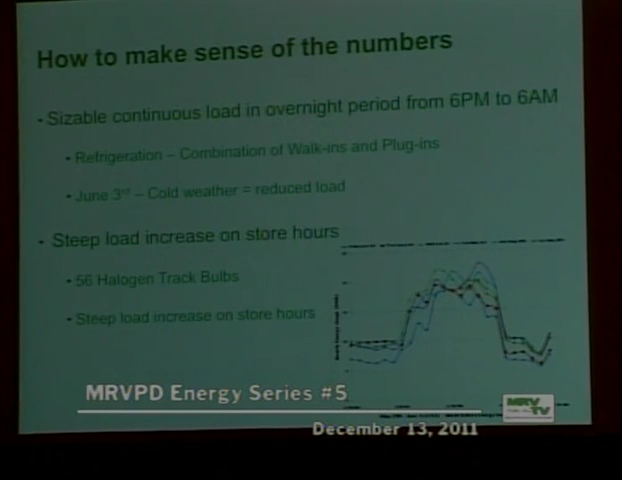 How to make sense of the numbers
- Sizable continuous load in overnight period from 6PM to 6AM
• Refrigeration – Combination of Walk-ins and Plug-ins
• June 3rd – Cold weather = reduced load
- Steep load increase on store hours
• 56 Halogen Track Bulbs
• Steep load increase on store hours
MRVPD Energy Series #5
MRV
TV
December 13, 2011